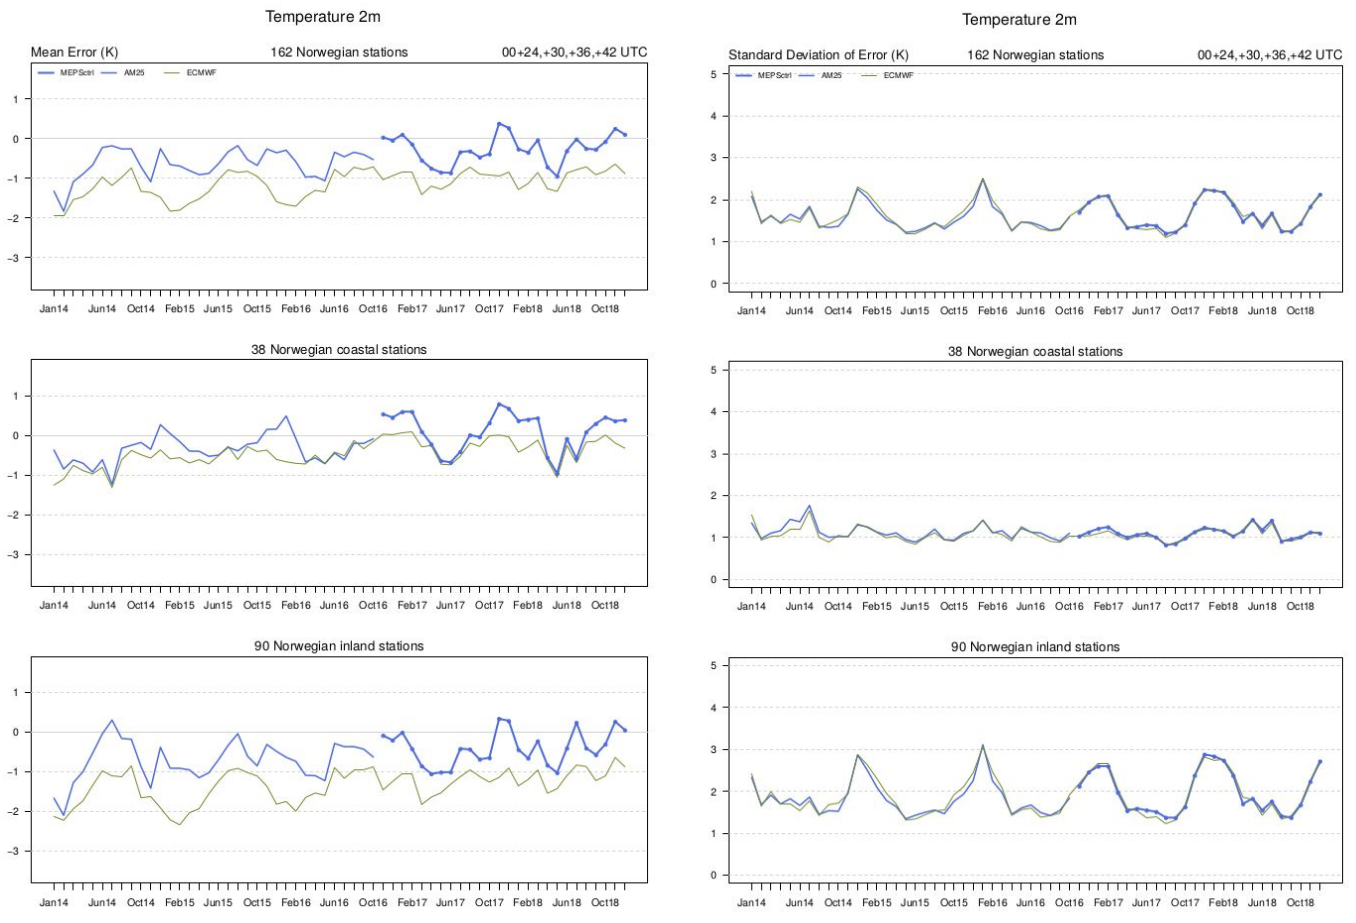 Temperature 2m
Mean Error (K) 162 Norwegian stations 00+24,+30,+36,+42 UTC
MEPSctrl AM25 ECMWF
1
0
−1
−2
−3
Jan14 Jun14 Oct14 Feb15 Jun15 Oct15 Feb16 Jun16 Oct16 Feb17 Jun17 Oct17 Feb18 Jun18 Oct18
38 Norwegian coastal stations
1
0
−1
−2
−3
Jan14 Jun14 Oct14 Feb15 Jun15 Oct15 Feb16 Jun16 Oct16 Feb17 Jun17 Oct17 Feb18 Jun18 Oct18
90 Norwegian inland stations
1
0
−1
−2
−3
Jan14 Jun14 Oct14 Feb15 Jun15 Oct15 Feb16 Jun16 Oct16 Feb17 Jun17 Oct17 Feb18 Jun18 Oct18
Temperature 2m
Standard Deviation of Error (K) 162 Norwegian stations 00+24,+30,+36,+42 UTC
MEPSctrl AM25 ECMWF
5
4
3
2
1
0
Jan14 Jun14 Oct14 Feb15 Jun15 Oct15 Feb16 Jun16 Oct16 Feb17 Jun17 Oct17 Feb18 Jun18 Oct18
38 Norwegian coastal stations
5
4
3
2
1
0
Jan14 Jun14 Oct14 Feb15 Jun15 Oct15 Feb16 Jun16 Oct16 Feb17 Jun17 Oct17 Feb18 Jun18 Oct18
90 Norwegian inland stations
5
4
3
2
1
0
Jan14 Jun14 Oct14 Feb15 Jun15 Oct15 Feb16 Jun16 Oct16 Feb17 Jun17 Oct17 Feb18 Jun18 Oct18